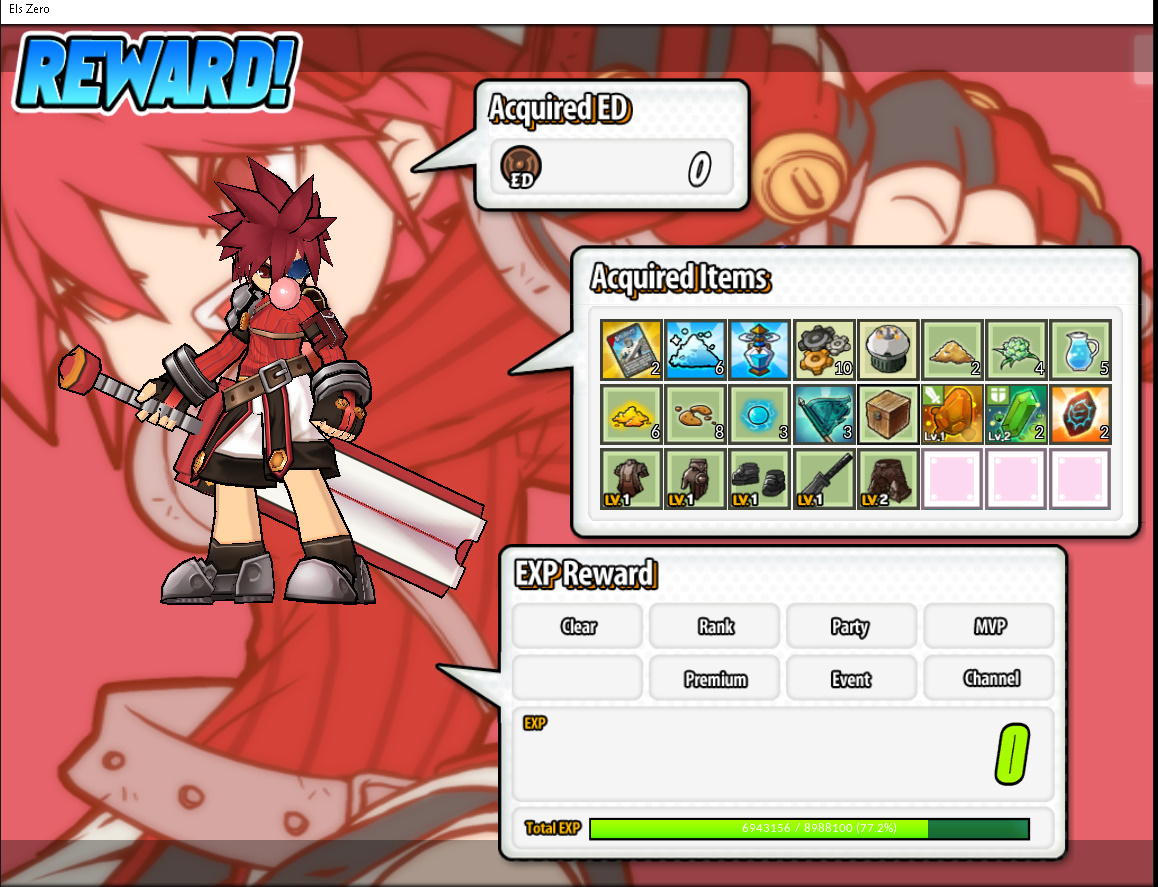 Els Zero
REWARD!
Acquired ED
ED
0
Acquired Items
2 6 10 2 4 5
6 8 3 3 Lv.1 Lv.2 2 2
LV.1 LV.1 LV.1 LV.1 LV.2
EXP Reward
Clear Rank Party MVP
Premium Event Channel
EXP
0
Total EXP 6943156 / 8988100 (77.2%)